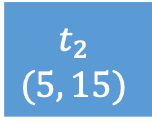 t₂
(5, 15)